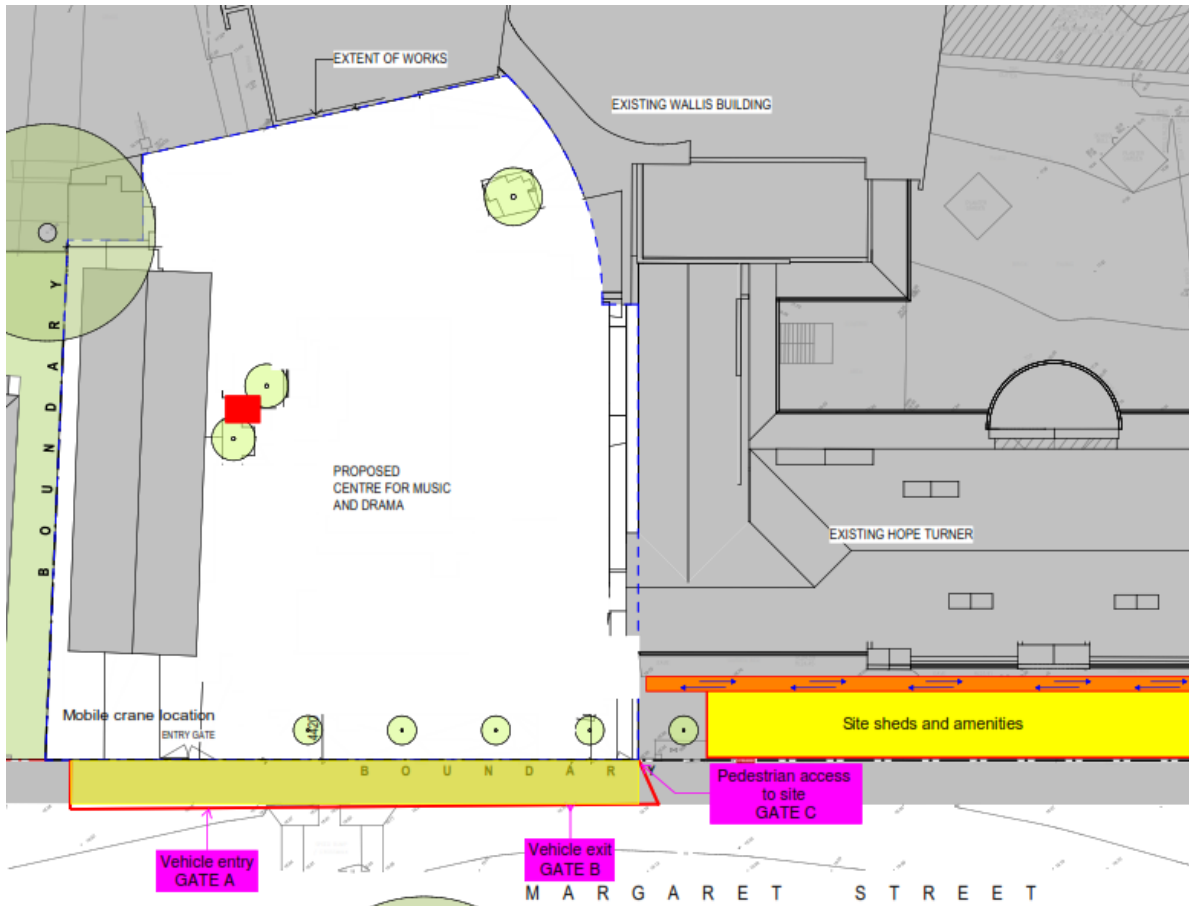 EXTENT OF WORKS
EXISTING WALLIS BUILDING
B O U N D A R Y
PROPOSED
CENTRE FOR MUSIC
AND DRAMA
EXISTING HOPE TURNER
Mobile crane location
ENTRY GATE
4420
Site sheds and amenities
B O U N D A R Y
Pedestrian access
to site
GATE C
Vehicle entry
GATE A
Vehicle exit
GATE B
M A R G A R E T S T R E E T